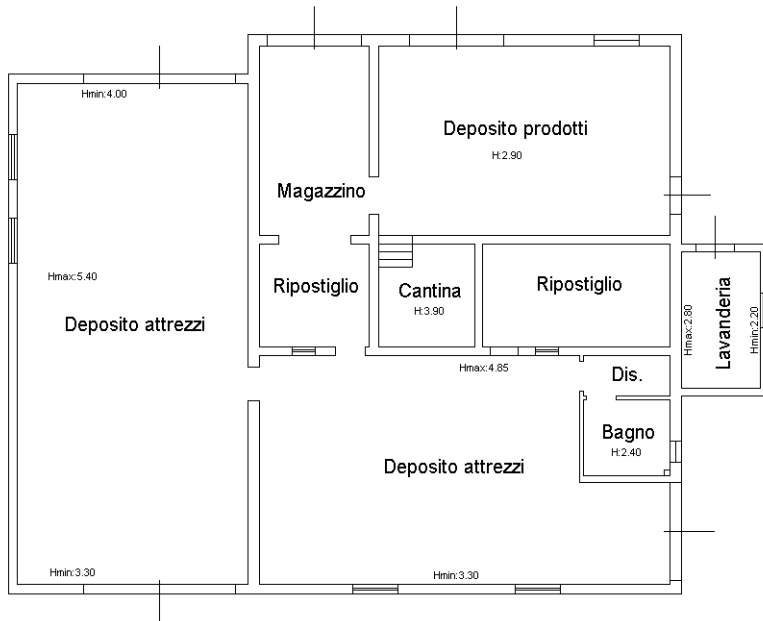 Hmin:4.00
Deposito prodotti
H:2.90
Magazzino
Hmax:5.40
Deposito attrezzi
Ripostiglio
Cantina
H:3.90
Ripostiglio
Hmax:2.80
Lavanderia
Hmin:2.20
Hmax:4.85
Dis.
Bagno
H:2.40
Deposito attrezzi
Hmin:3.30
Hmin:3.30